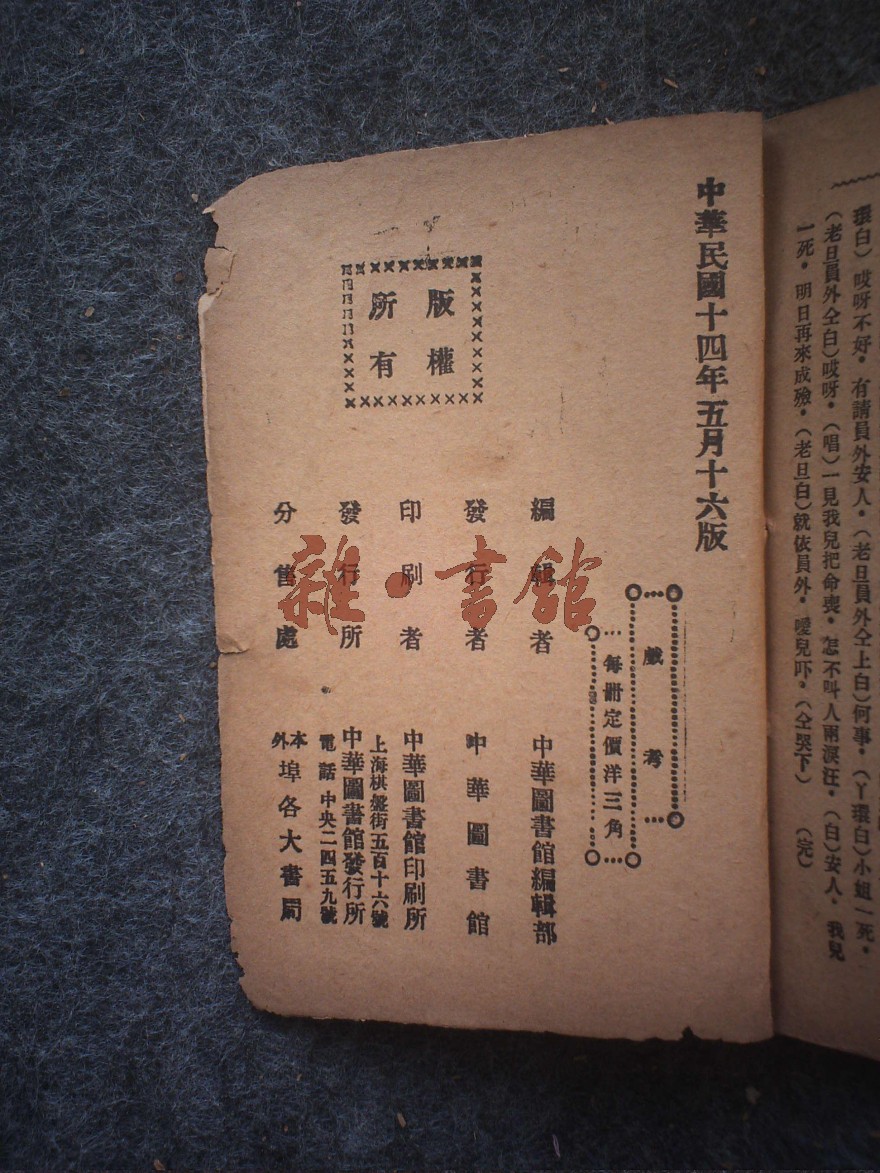 環白)哎呀不好。有請員外安人。(老旦員外仝上白)何事。(丫環白)小姐一死。
(老旦員外仝白)哎呀。(唱)一見我兒把命喪。怎不叫人兩淚汪。(白)安人。我兒
一死。明日再來成殮。(老旦白)就依員外。噯兒吓。(仝哭下) (完)
中華民國十四年五月十六版
戲考
每冊定價洋三角
版權
所有
編輯者 中華圖書館編輯部
發行者 中華圖書館
印刷者 中華圖書館印刷所
上海棋盤街五百十六號
發行所 中華圖書館發行所
電話中央二四五九號
分售處 本外埠各大書局
雜·書館